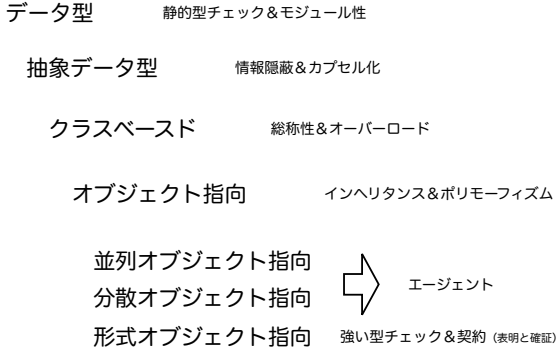 データ型 静的型チェック＆モジュール性
抽象データ型 情報隠蔽＆カプセル化
クラスベースド 総称性＆オーバーロード
オブジェクト指向 インヘリタンス＆ポリモーフィズム
並列オブジェクト指向
エージェント
分散オブジェクト指向
形式オブジェクト指向 強い型チェック＆契約（表明と確証）